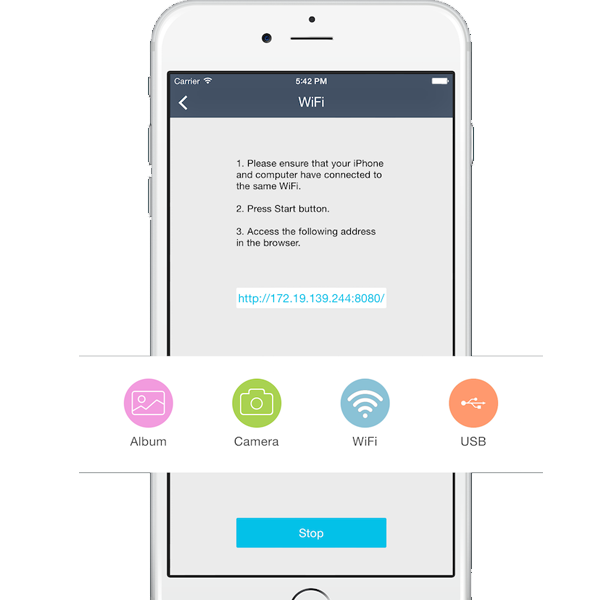 Carrier 5:42 PM
WiFi
1. Please ensure that your iPhone
and computer have connected to
the same WiFi.
2. Press Start button.
3. Access the following address
in the browser.
http://172.19.139.244:8080/
Album Camera WiFi USB
Stop